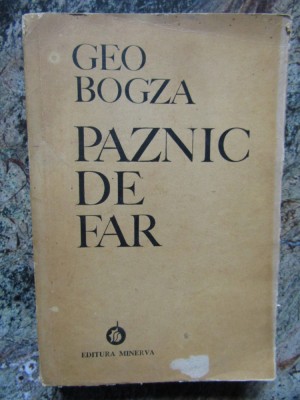 GEO
BOGZA
PAZNIC
DE
FAR
EDITURA MINERVA